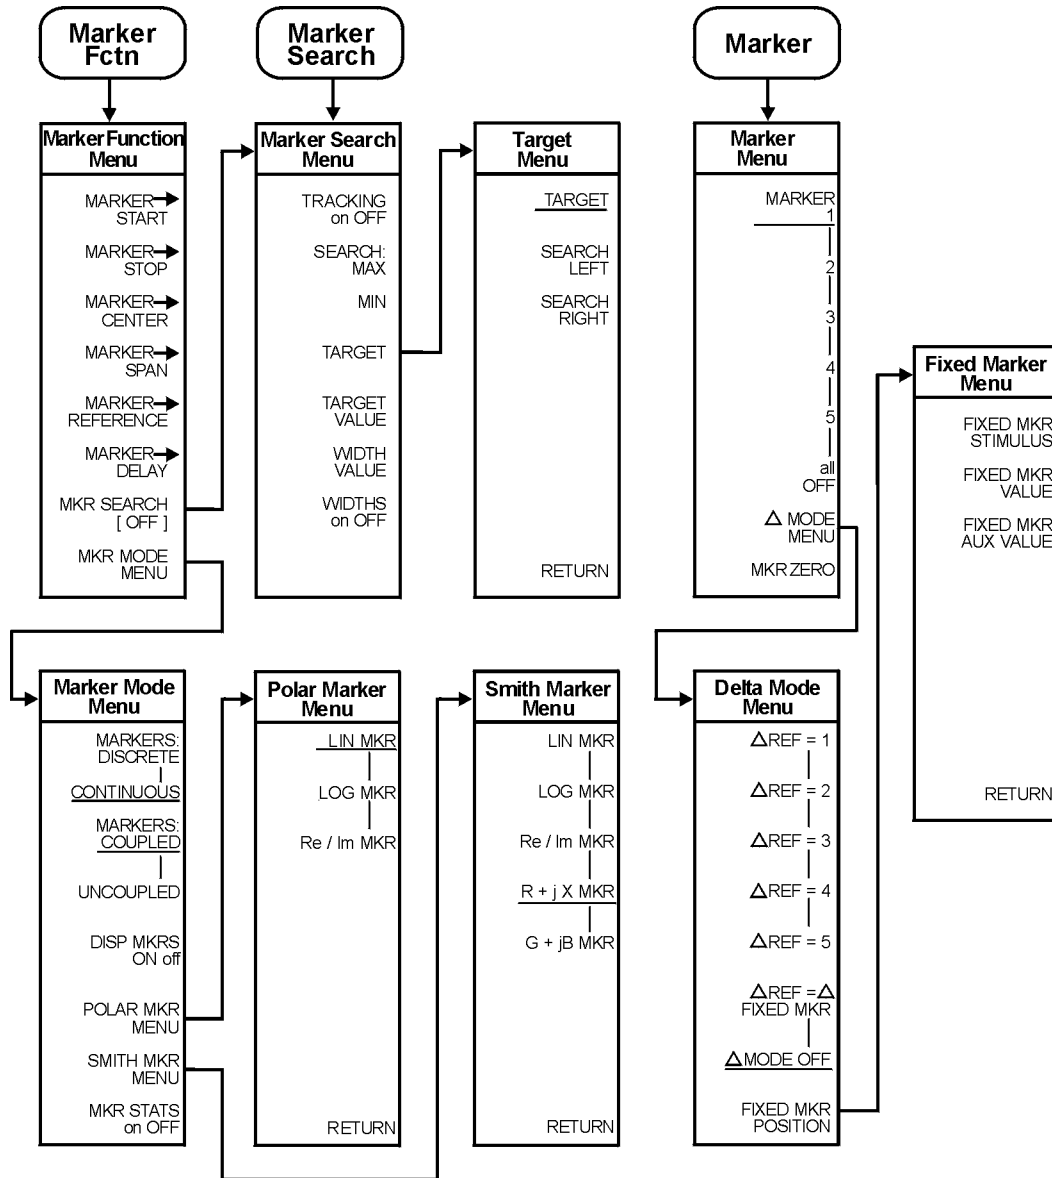 Marker
Fctn
Marker
Search
Marker
Marker Function
Menu
MARKER→
START
MARKER→
STOP
MARKER→
CENTER
MARKER→
SPAN
MARKER→
REFERENCE
MARKER→
DELAY
MKR SEARCH
[ OFF ]
MKR MODE
MENU
Marker Search
Menu
TRACKING
on OFF
SEARCH:
MAX
MIN
TARGET
TARGET
VALUE
WIDTH
VALUE
WIDTHS
on OFF
Target
Menu
TARGET
SEARCH
LEFT
SEARCH
RIGHT
RETURN
Marker
Menu
MARKER
1
2
3
4
5
all
OFF
△ MODE
MENU
MKR ZERO
Fixed Marker
Menu
FIXED MKR
STIMULUS
FIXED MKR
VALUE
FIXED MKR
AUX VALUE
RETURN
Marker Mode
Menu
MARKERS:
DISCRETE
CONTINUOUS
MARKERS:
COUPLED
UNCOUPLED
DISP MKRS
ON off
POLAR MKR
MENU
SMITH MKR
MENU
MKR STATS
on OFF
Polar Marker
Menu
LIN MKR
LOG MKR
Re / Im MKR
RETURN
Smith Marker
Menu
LIN MKR
LOG MKR
Re / Im MKR
R + j X MKR
G + jB MKR
RETURN
Delta Mode
Menu
△REF = 1
△REF = 2
△REF = 3
△REF = 4
△REF = 5
△REF = △
FIXED MKR
△MODE OFF
FIXED MKR
POSITION